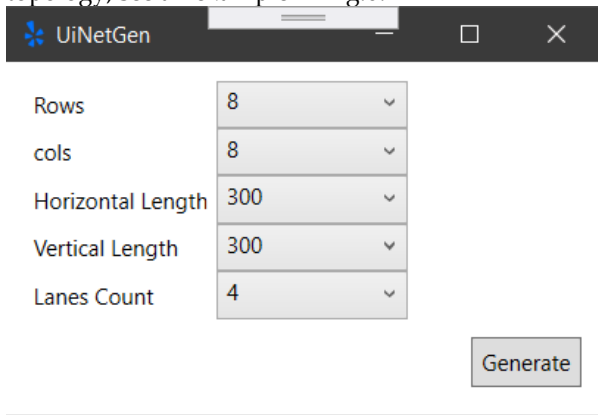 UiNetGen
Rows 8
cols 8
Horizontal Length 300
Vertical Length 300
Lanes Count 4
Generate